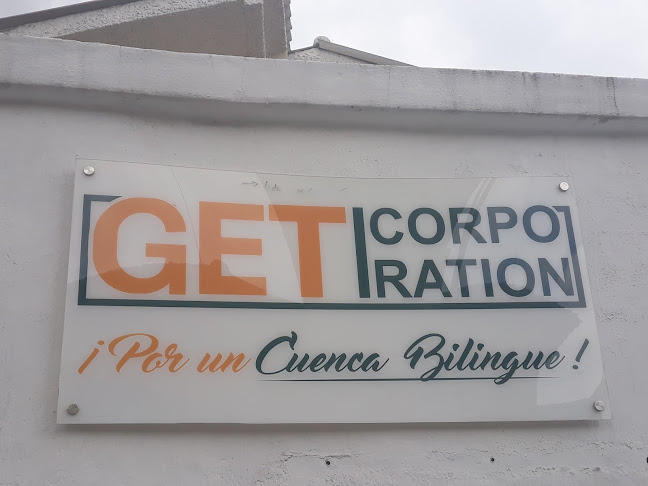 GET CORPO
RATION
¡Por un Cuenca Bilingue!